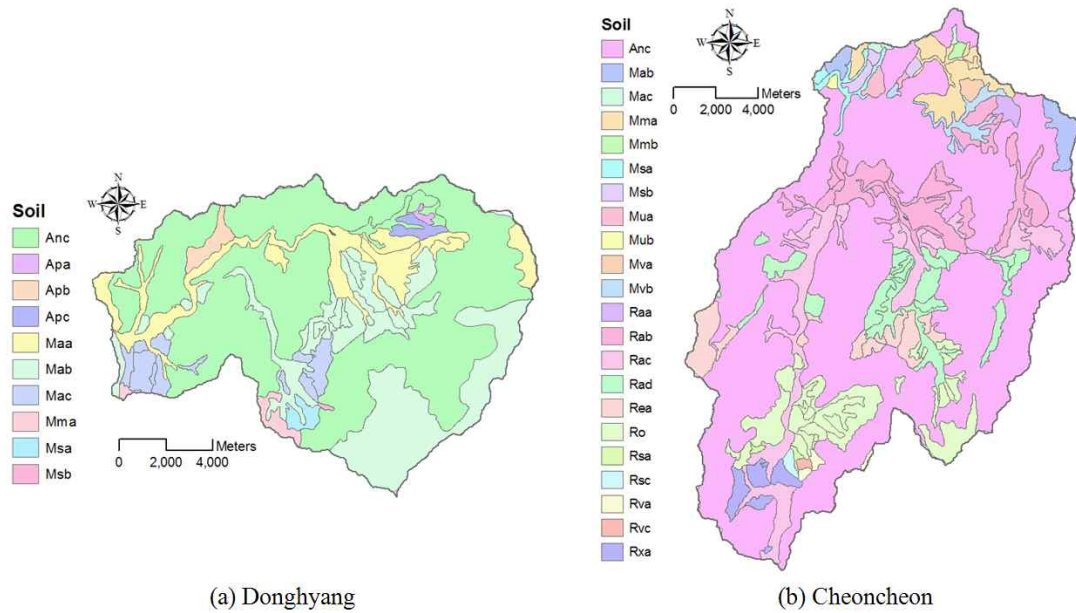 N
W E
S
Soil
Anc
Apa
Apb
Apc
Maa
Mab
Mac
Mma
Msa
Msb
Meters
0 2,000 4,000
(a) Donghyang
Soil
Anc
Mab
Mac
Mma
Mmb
Msa
Msb
Mua
Mub
Mva
Mvb
Raa
Rab
Rac
Rad
Rea
Ro
Rsa
Rsc
Rva
Rvc
Rxa
N
W E
S
Meters
0 2,000 4,000
(b) Cheoncheon